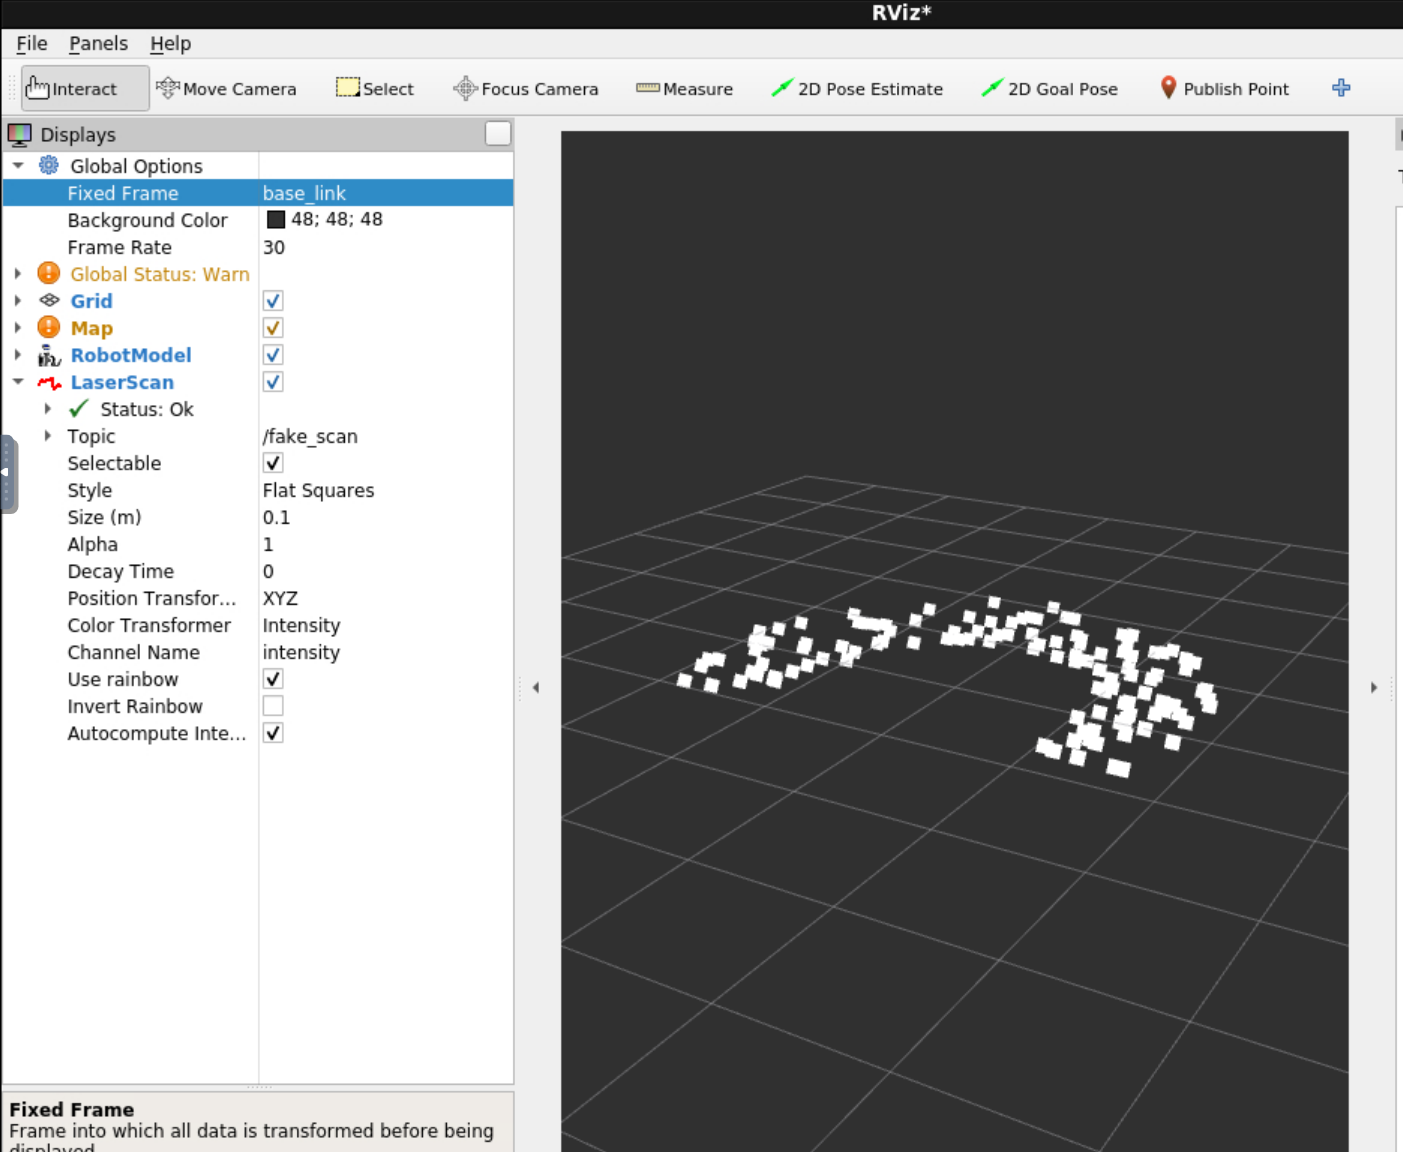 RViz*
File Panels Help
Interact Move Camera Select Focus Camera Measure 2D Pose Estimate 2D Goal Pose Publish Point
Displays
Global Options
Fixed Frame base_link
Background Color 48; 48; 48
Frame Rate 30
Global Status: Warn
Grid
Map
RobotModel
LaserScan
Status: Ok
Topic /fake_scan
Selectable
Style Flat Squares
Size (m) 0.1
Alpha 1
Decay Time 0
Position Transfor... XYZ
Color Transformer Intensity
Channel Name intensity
Use rainbow
Invert Rainbow
Autocompute Inte...
Fixed Frame
Frame into which all data is transformed before being
displayed